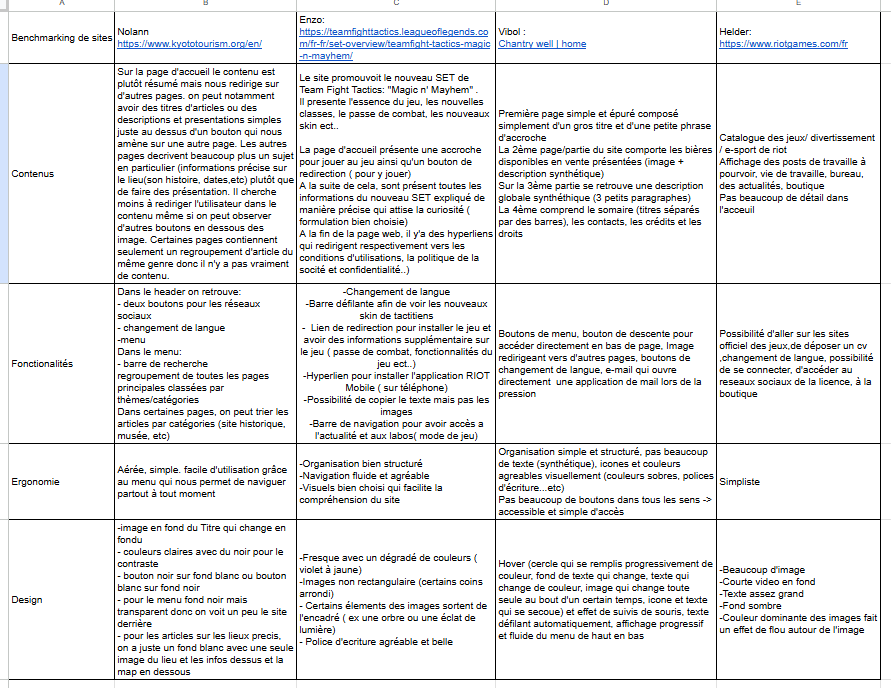 A B C D E
Benchmarking de sites
Nolann
https://www.kyototourism.org/en/
Enzo:
https://teamfighttactics.leagueoflegends.co
m/fr-fr/set-overview/teamfight-tactics-magic
-n-mayhem/
Vibol :
Chantry well | home
Helder:
https://www.riotgames.com/fr
Contenus
Sur la page d'accueil le contenu est
plutôt résumé mais nous redirige sur
d'autres pages. on peut notamment
avoir des titres d'articles ou des
descriptions et presentations simples
juste au dessus d'un bouton qui nous
amène sur une autre page. Les autres
pages decrivent beaucoup plus un sujet
en particulier (informations précise sur
le lieu(son histoire, dates,etc) plutôt que
de faire des présentation. Il cherche
moins à rediriger l'utilisateur dans le
contenu même si on peut observer
d'autres boutons en dessous des
image. Certaines pages contiennent
seulement un regroupement d'article du
même genre donc il n'y a pas vraiment
de contenu.
Le site promouvoit le nouveau SET de
Team Fight Tactics: "Magic n' Mayhem" .
Il presente l'essence du jeu, les nouvelles
classes, le passe de combat, les nouveaux
skin ect..
La page d'accueil présente une accroche
pour jouer au jeu ainsi qu'un bouton de
redirection ( pour y jouer)
A la suite de cela, sont présent toutes les
informations du nouveau SET expliqué de
manière précise qui attise la curiosité (
formulation bien choisie)
A la fin de la page web, il y'a des hyperliens
qui redirigent respectivement vers les
conditions d'utilisations, la politique de la
socité et confidentialité..)
Première page simple et épuré composé
simplement d'un gros titre et d'une petite phrase
d'accroche
La 2ème page/partie du site comporte les bières
disponibles en vente présentées (image +
description synthétique)
Sur la 3ème partie se retrouve une description
globale synthéthique (3 petits paragraphes)
La 4ème comprend le somaire (titres séparés
par des barres), les contacts, les crédits et les
droits
Catalogue des jeux/ divertissement
/ e-sport de riot
Affichage des posts de travaille à
pourvoir, vie de travaille, bureau,
des actualités, boutique
Pas beaucoup de détail dans
l'acceuil
Fonctionalités
Dans le header on retrouve:
- deux boutons pour les réseaux
sociaux
- changement de langue
-menu
Dans le menu:
- barre de recherche
regroupement de toutes les pages
principales classées par
thèmes/catégories
Dans certaines pages, on peut trier les
articles par catégories (site historique,
musée, etc)
-Changement de langue
-Barre défilante afin de voir les nouveaux
skin de tactitiens
- Lien de redirection pour installer le jeu et
avoir des informations supplémentaire sur
le jeu ( passe de combat, fonctionnalités du
jeu ect..)
-Hyperlien pour installer l'application RIOT
Mobile ( sur téléphone)
-Possibilité de copier le texte mais pas les
images
-Barre de navigation pour avoir accès a
l'actualité et aux labos( mode de jeu)
Boutons de menu, bouton de descente pour
accéder directement en bas de page, Image
redirigeant vers d'autres pages, boutons de
changement de langue, e-mail qui ouvre
directement une application de mail lors de la
pression
Possibilité d'aller sur les sites
officiel des jeux,de déposer un cv
,changement de langue, possibilité
de se connecter, d'accéder au
reseaux sociaux de la licence, à la
boutique
Ergonomie
Aérée, simple. facile d'utilisation grâce
au menu qui nous permet de naviguer
partout à tout moment
-Organisation bien structuré
-Navigation fluide et agréable
-Visuels bien choisi qui facilite la
compréhension du site
Organisation simple et structuré, pas beaucoup
de texte (synthétique), icones et couleurs
agreables visuellement (couleurs sobres, polices
d'écriture...etc)
Pas beaucoup de boutons dans tout les sens ->
accessible et simple d'accès
Simpliste
Design
-image en fond du Titre qui change en
fondu
- couleurs claires avec du noir pour le
contraste
- bouton noir sur fond blanc ou bouton
blanc sur fond noir
- pour le menu fond noir mais
transparent donc on voit un peu le site
derrière
- pour les articles sur les lieux precis,
on a juste un fond blanc avec une seule
image du lieu et les infos dessus et la
map en dessous
-Fresque avec un dégradé de couleurs (
violet à jaune)
-Images non rectangulaire (certains coins
arrondi)
- Certains élements des images sortent de
l'encadré ( ex une orbre ou une éclat de
lumière)
- Police d'ecriture agréable et belle
Hover (cercle qui se remplis progressivement de
couleur, fond de texte qui change, texte qui
change de couleur, image qui change toute
seule au bout d'un certain temps, icone et texte
qui se secoue) et effet de suivis de souris, texte
défilant automatiquement, affichage progressif
et fluide du menu de haut en bas
-Beaucoup d'image
-Courte video en fond
-Texte assez grand
-Fond sombre
-Couleur dominante des images fait
un effet de flou autour de l'image